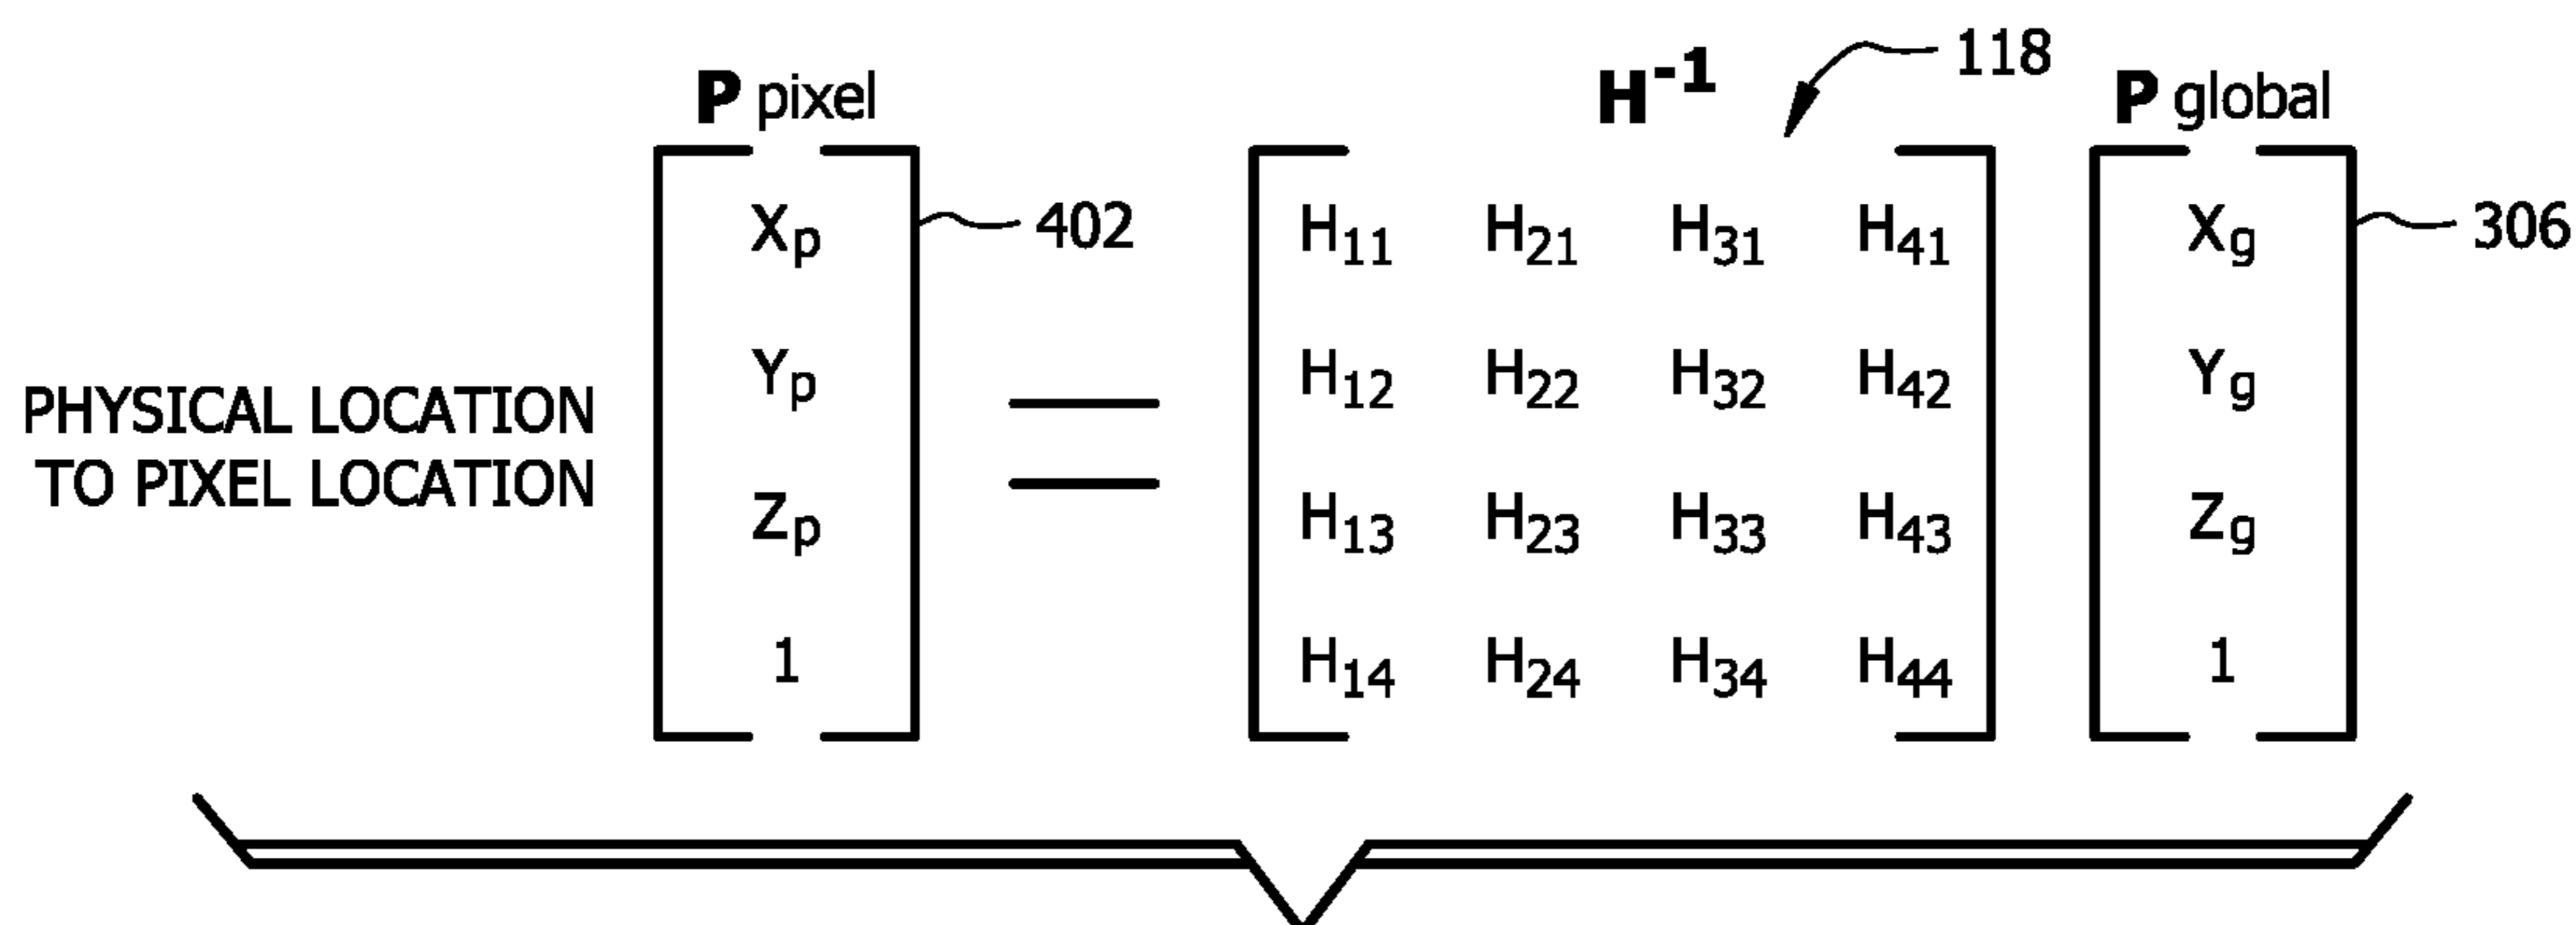 P pixel H⁻¹ 118 P global
Xp 402 H11 H21 H31 H41 Xg 306
Yp H12 H22 H32 H42 Yg
PHYSICAL LOCATION
TO PIXEL LOCATION
=
Zp H13 H23 H33 H43 Zg
1 H14 H24 H34 H44 1